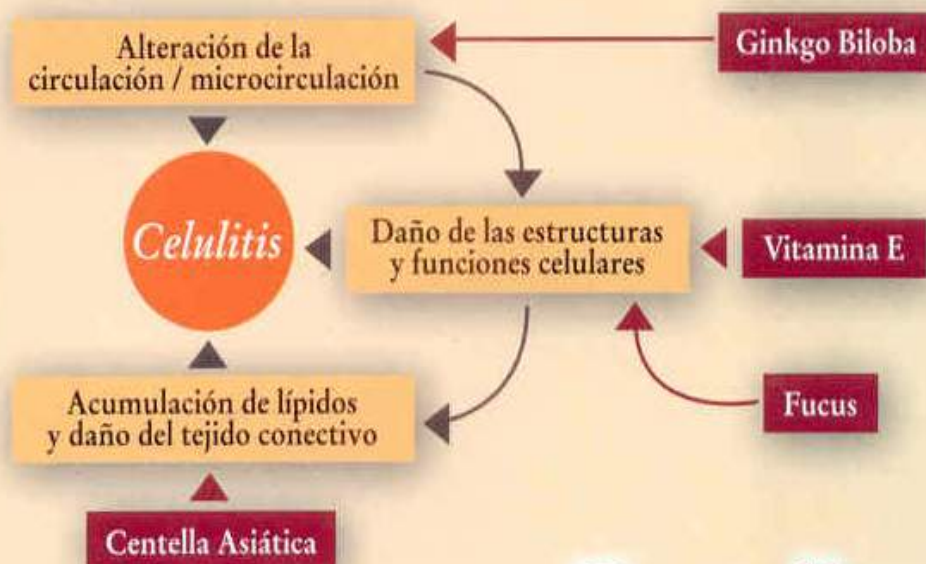 Alteración de la
circulación / microcirculación
Ginkgo Biloba
Celulitis
Daño de las estructuras
y funciones celulares
Vitamina E
Acumulación de lípidos
y daño del tejido conectivo
Fucus
Centella Asiática